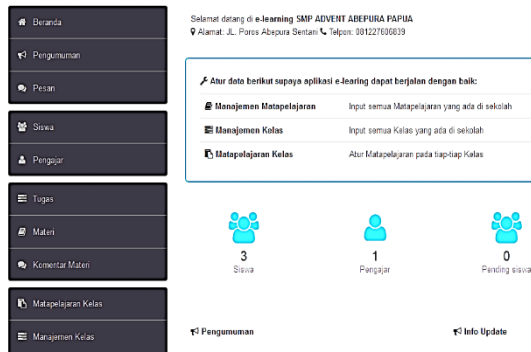 Beranda
Pengumuman
Pesan
Siswa
Pengajar
Tugas
Materi
Komentar Materi
Matapelajaran Kelas
Manajemen Kelas
Selamat datang di e-learning SMP ADVENT ABEPURA PAPUA
Alamat: JL. Poros Abepura Sentani Telpon: 081227606839
Atur data berikut supaya aplikasi e-learing dapat berjalan dengan baik:
Manajemen Matapelajaran Input semua Matapelajaran yang ada di sekolah
Manajemen Kelas Input semua Kelas yang ada di sekolah
Matapelajaran Kelas Atur Matapelajaran pada tiap-tiap Kelas
3 1 0
Siswa Pengajar Pending siswa
Pengumuman Info Update